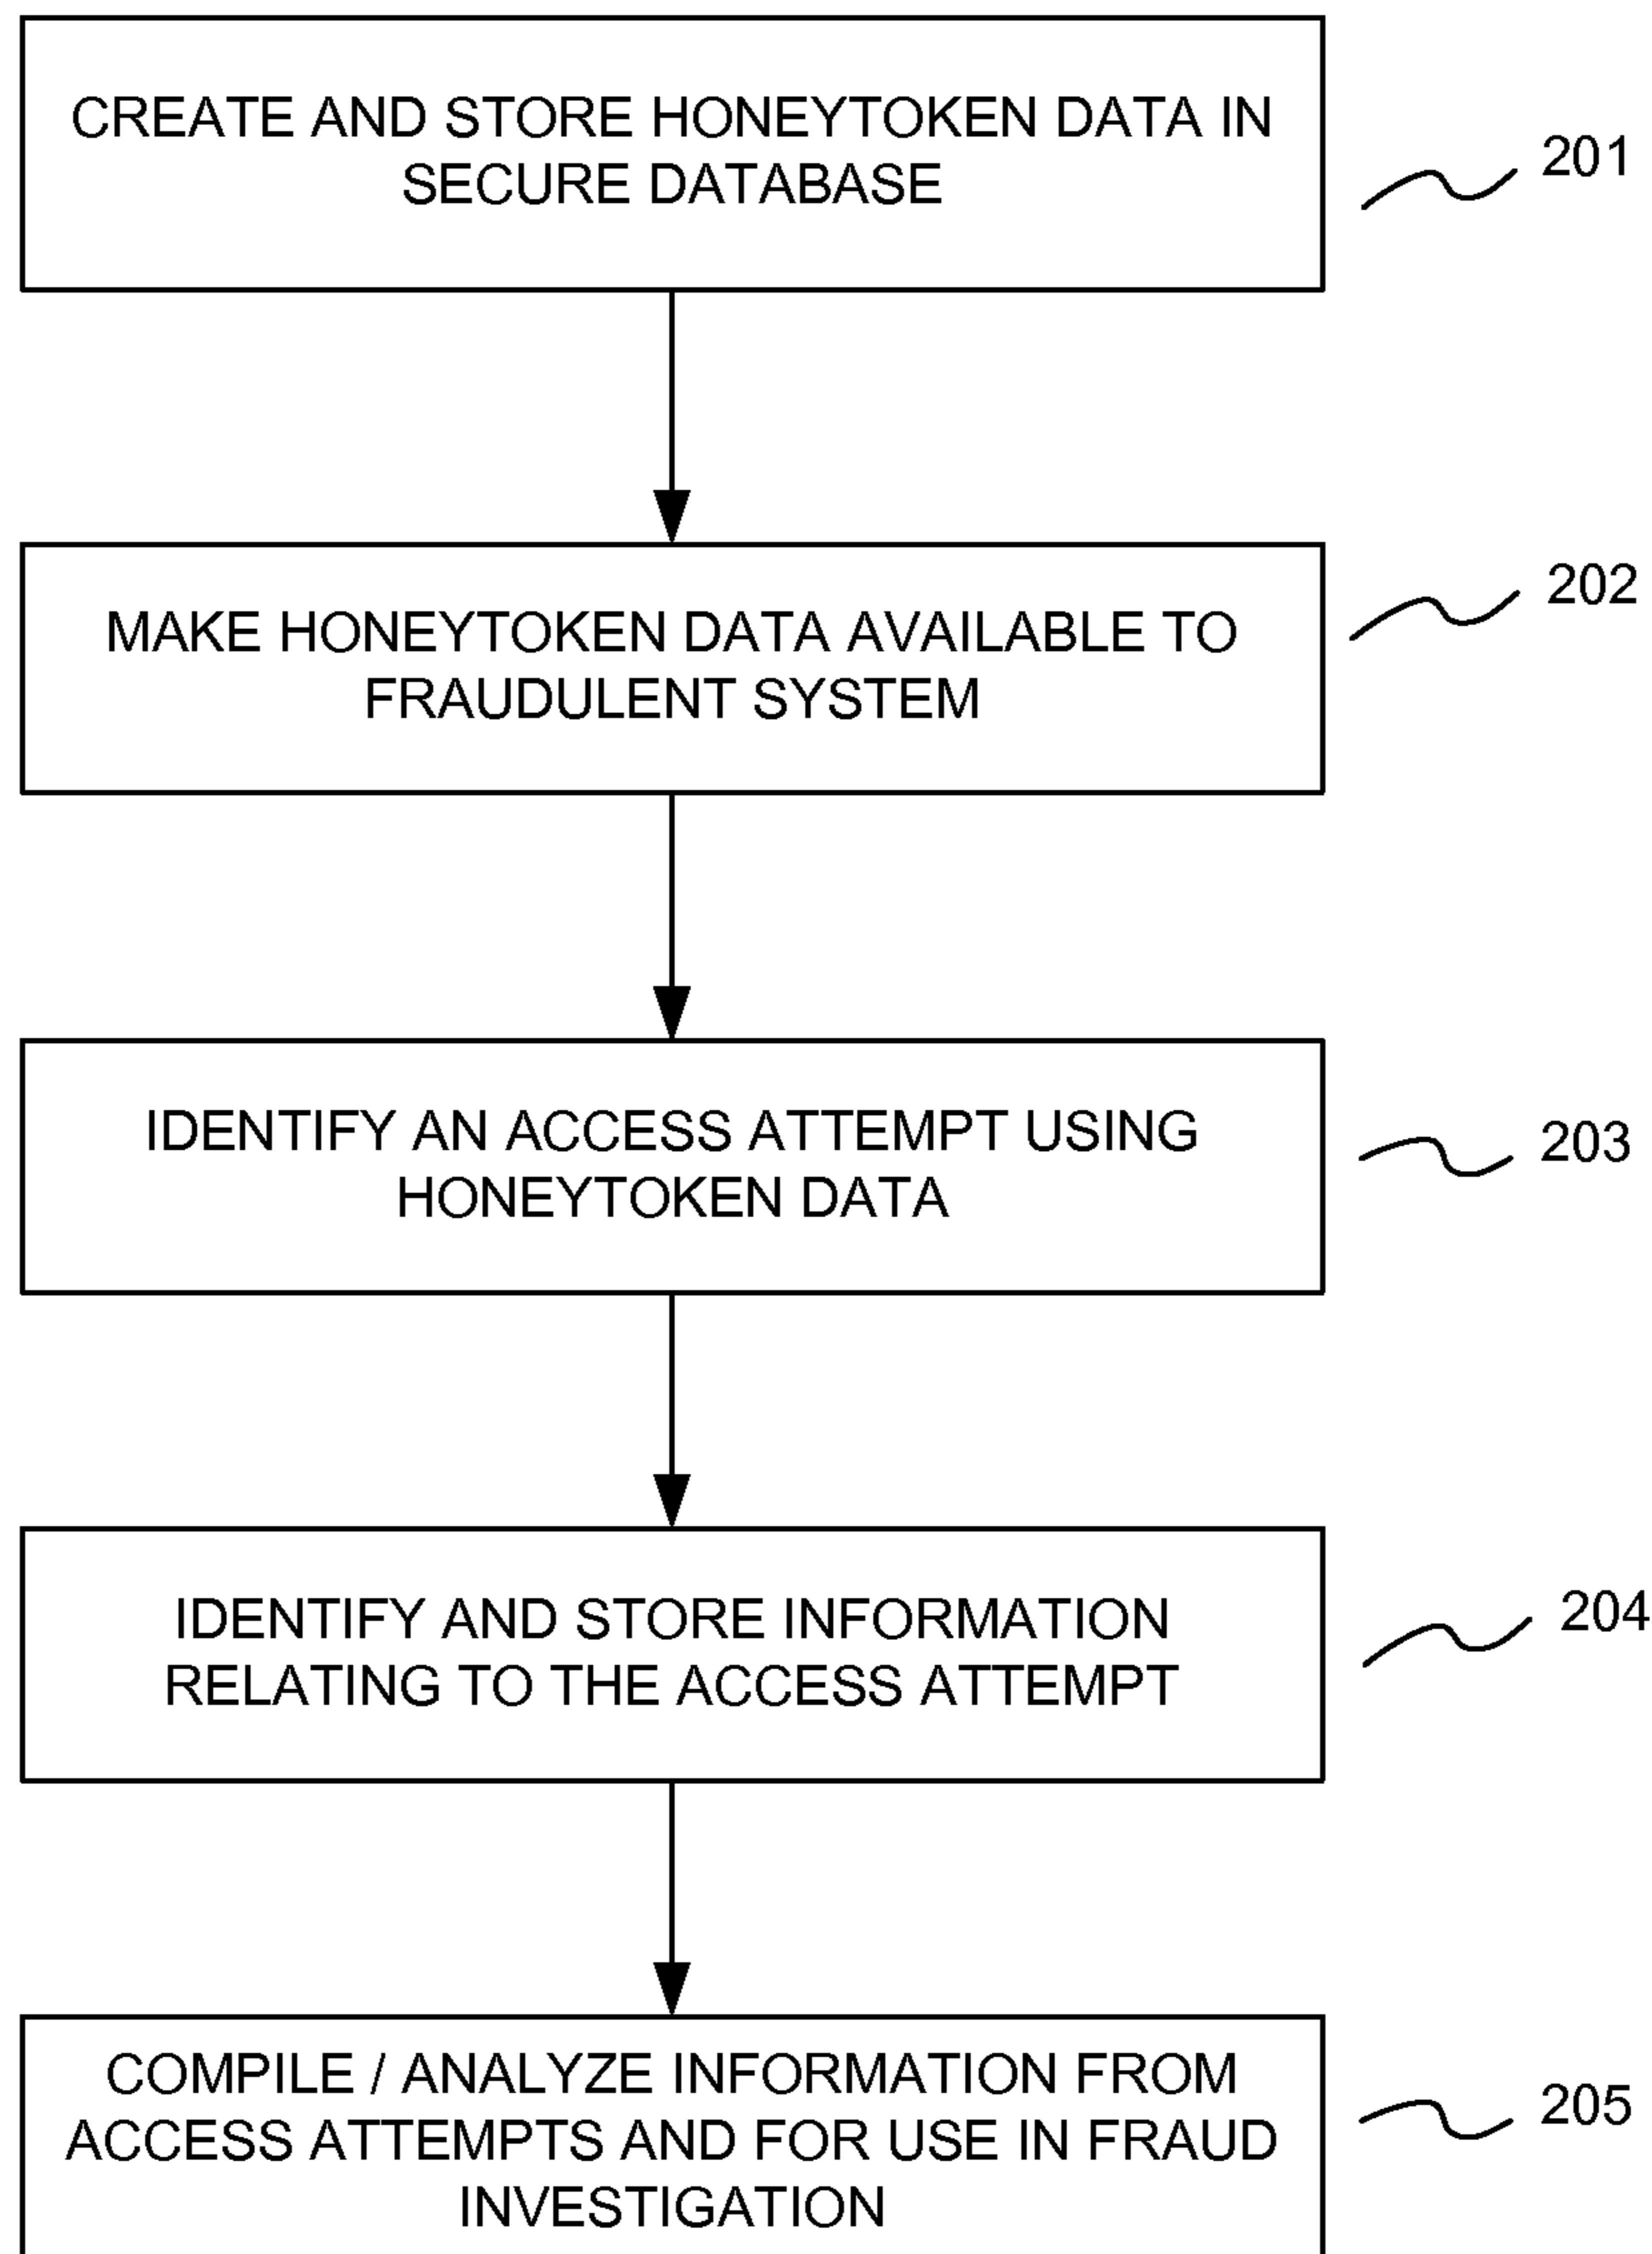 CREATE AND STORE HONEYTOKEN DATA IN
SECURE DATABASE
201
MAKE HONEYTOKEN DATA AVAILABLE TO
FRAUDULENT SYSTEM
202
IDENTIFY AN ACCESS ATTEMPT USING
HONEYTOKEN DATA
203
IDENTIFY AND STORE INFORMATION
RELATING TO THE ACCESS ATTEMPT
204
COMPILE / ANALYZE INFORMATION FROM
ACCESS ATTEMPTS AND FOR USE IN FRAUD
INVESTIGATION
205